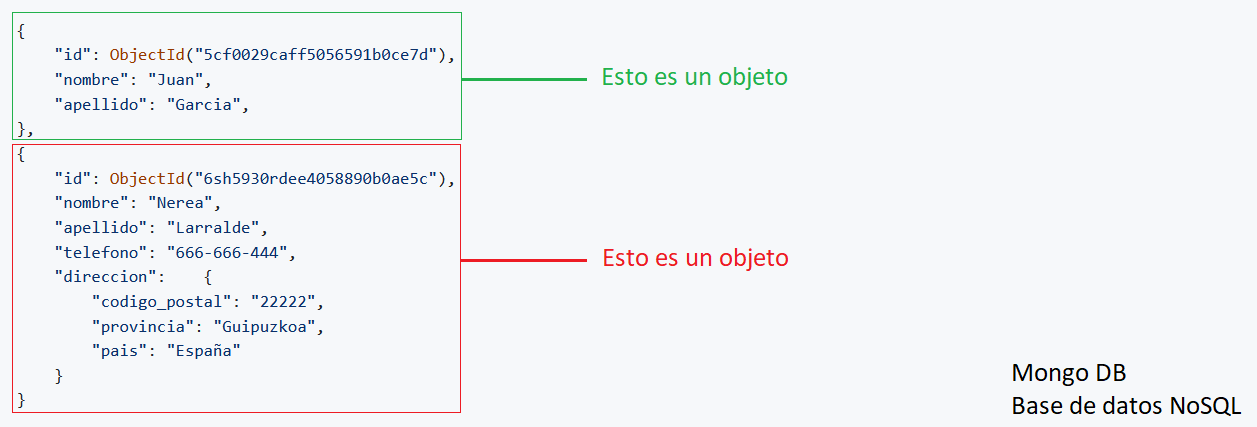 {
"id": ObjectId("5cf0029caff5056591b0ce7d"),
"nombre": "Juan",
"apellido": "Garcia",
},
Esto es un objeto
{
"id": ObjectId("6sh5930rdee4058890b0ae5c"),
"nombre": "Nerea",
"apellido": "Larralde",
"telefono": "666-666-444",
"direccion": {
"codigo_postal": "22222",
"provincia": "Guipuzkoa",
"pais": "España"
}
}
Esto es un objeto
Mongo DB
Base de datos NoSQL